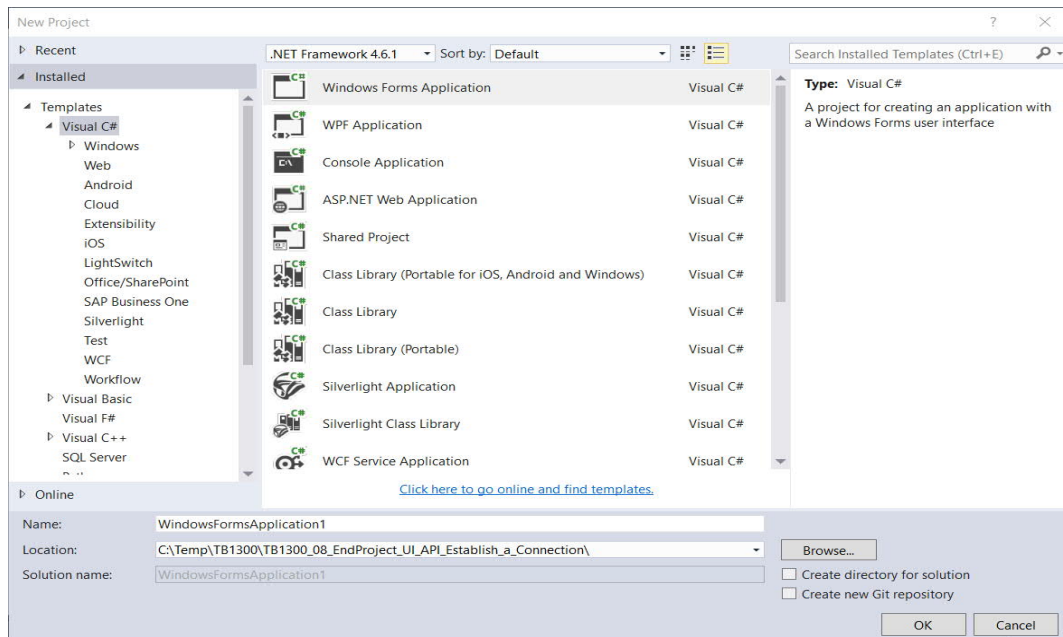 New Project
Recent
.NET Framework 4.6.1 Sort by: Default
Search Installed Templates (Ctrl+E)
Installed
Templates
Visual C#
Windows
Web
Android
Cloud
Extensibility
iOS
LightSwitch
Office/SharePoint
SAP Business One
Silverlight
Test
WCF
Workflow
Visual Basic
Visual F#
Visual C++
SQL Server
Online
Windows Forms Application Visual C#
WPF Application Visual C#
Console Application Visual C#
ASP.NET Web Application Visual C#
Shared Project Visual C#
Class Library (Portable for iOS, Android and Windows) Visual C#
Class Library Visual C#
Class Library (Portable) Visual C#
Silverlight Application Visual C#
Silverlight Class Library Visual C#
WCF Service Application Visual C#
Click here to go online and find templates.
Type: Visual C#
A project for creating an application with
a Windows Forms user interface
Name: WindowsFormsApplication1
Location: C:\Temp\TB1300\TB1300_08_EndProject_UI_API_Establish_a_Connection\
Browse...
Solution name: WindowsFormsApplication1
Create directory for solution
Create new Git repository
OK Cancel